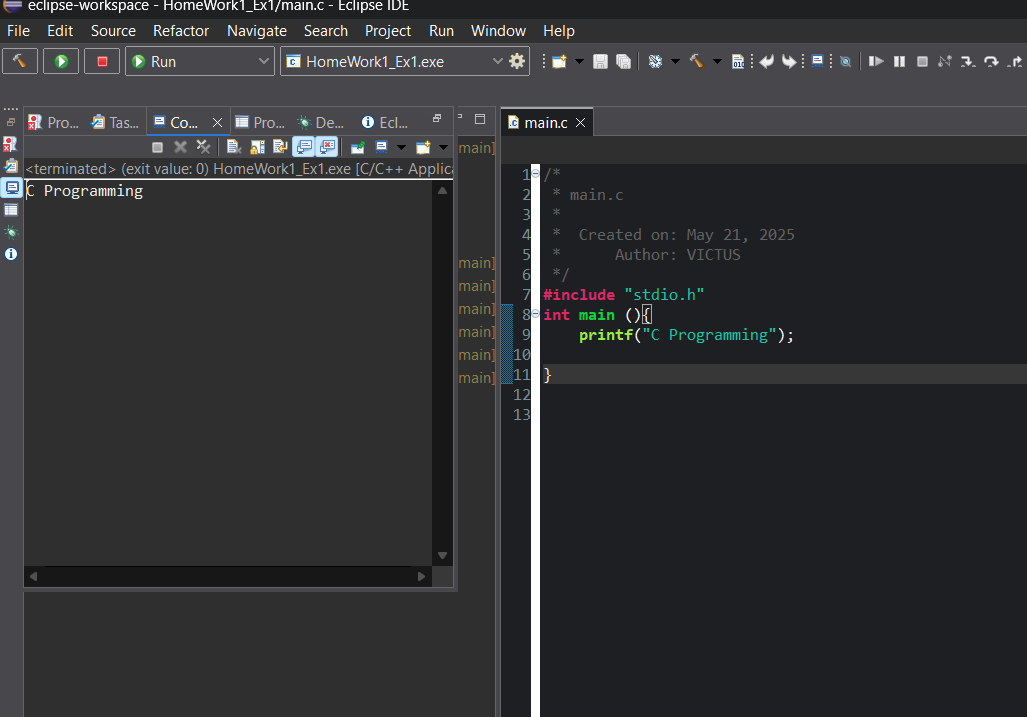 eclipse-workspace - HomeWork1_Ex1/main.c - Eclipse IDE
File Edit Source Refactor Navigate Search Project Run Window Help
Run HomeWork1_Ex1.exe
Pro... Tas... Co... Pro... De... Ecl...
<terminated> (exit value: 0) HomeWork1_Ex1.exe [C/C++ Applica
C Programming
main]
main]
main]
main]
main]
main]
main]
main.c
1 /*
2  * main.c
3  *
4  *  Created on: May 21, 2025
5  *      Author: VICTUS
6  */
7 #include "stdio.h"
8 int main (){
9     printf("C Programming");
10
11 }
12
13